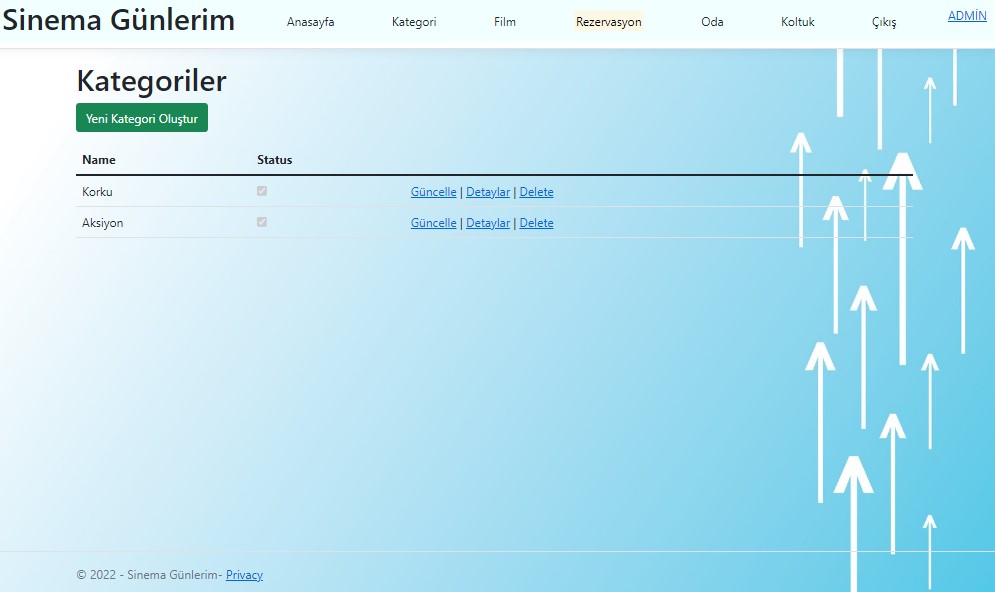 Sinema Günlerim Anasayfa Kategori Film Rezervasyon Oda Koltuk Çıkış ADMİN
Kategoriler
Yeni Kategori Oluştur
Name Status
Korku Güncelle | Detaylar | Delete
Aksiyon Güncelle | Detaylar | Delete
© 2022 - Sinema Günlerim- Privacy